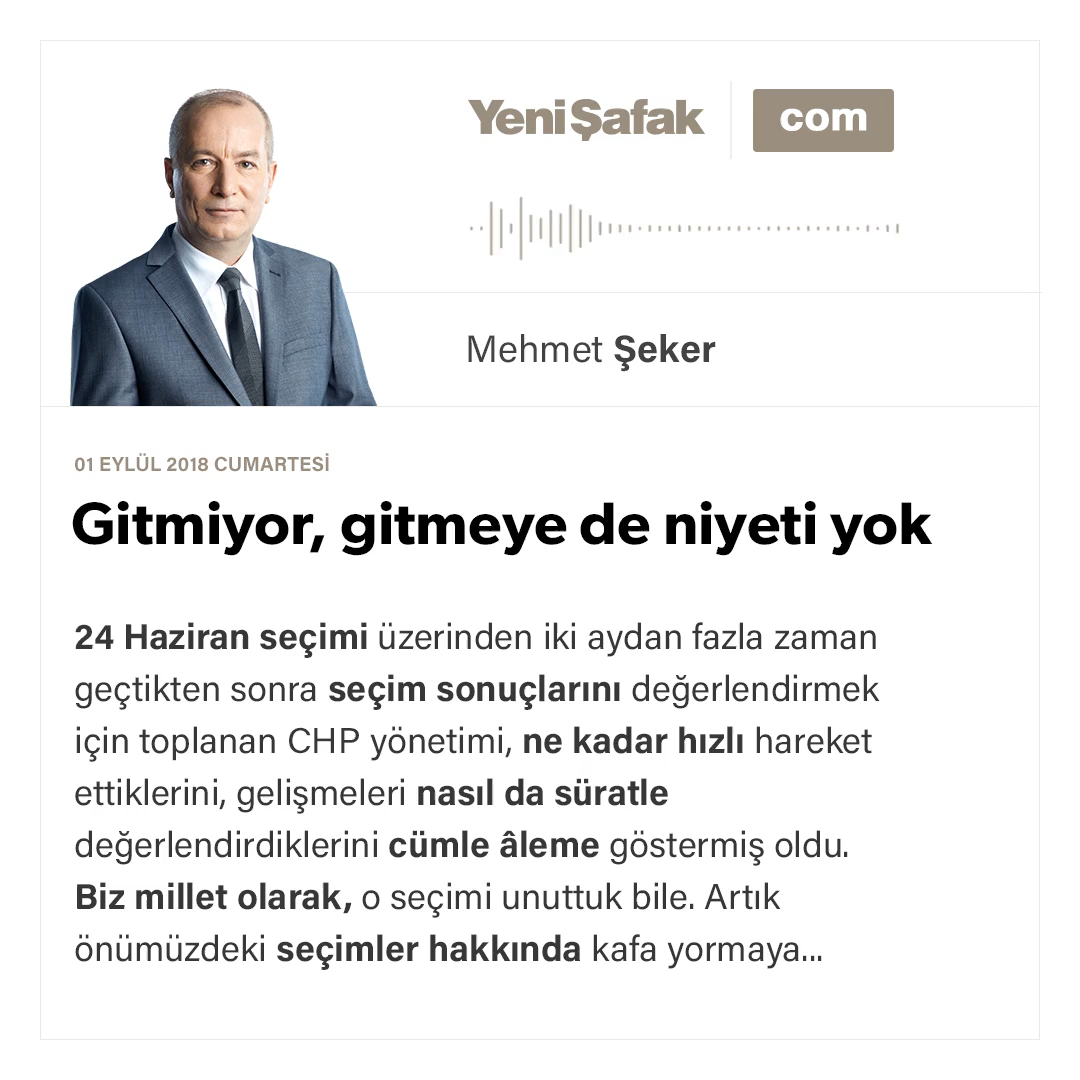 YeniŞafak com
Mehmet Şeker
01 EYLÜL 2018 CUMARTESİ
Gitmiyor, gitmeye de niyeti yok
24 Haziran seçimi üzerinden iki aydan fazla zaman
geçtikten sonra seçim sonuçlarını değerlendirmek
için toplanan CHP yönetimi, ne kadar hızlı hareket
ettiklerini, gelişmeleri nasıl da süratle
değerlendirdiklerini cümle âleme göstermiş oldu.
Biz millet olarak, o seçimi unuttuk bile. Artık
önümüzdeki seçimler hakkında kafa yormaya...